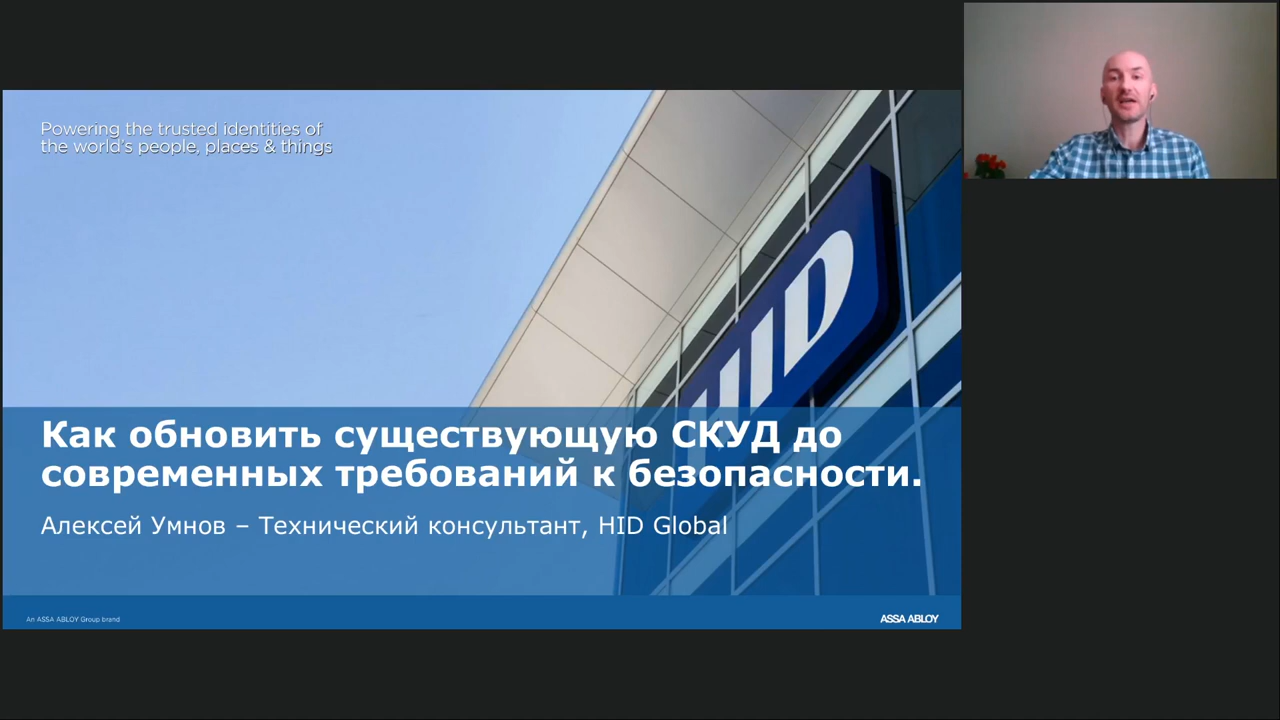 Powering the trusted identities of
the world's people, places & things
HID
Как обновить существующую СКУД до
современных требований к безопасности.
Алексей Умнов – Технический консультант, HID Global
An ASSA ABLOY Group brand
ASSA ABLOY